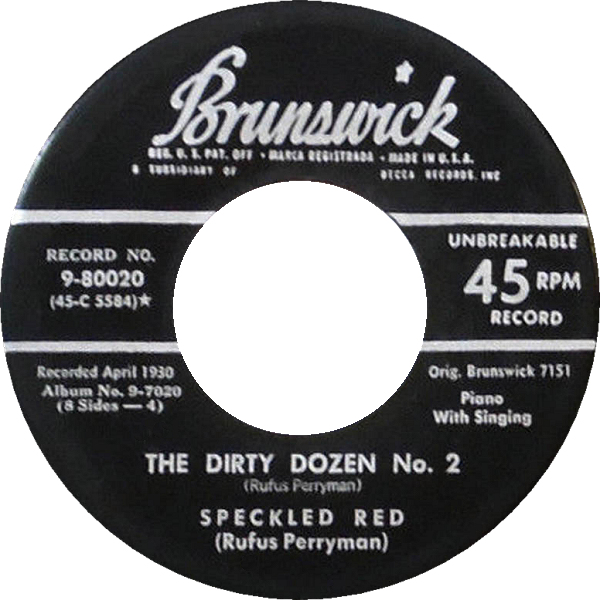 Brunswick
REG. U. S. PAT. OFF • MARCA REGISTRADA • MADE IN U.S.A.
A SUBSIDIARY OF DECCA RECORDS, INC
RECORD NO.
9-80020
(45-C 5584)★
UNBREAKABLE
45 RPM
RECORD
Recorded April 1930
Album No. 9-7020
(8 Sides — 4)
Orig. Brunswick 7151
Piano
With Singing
THE DIRTY DOZEN No. 2
(Rufus Perryman)
SPECKLED RED
(Rufus Perryman)